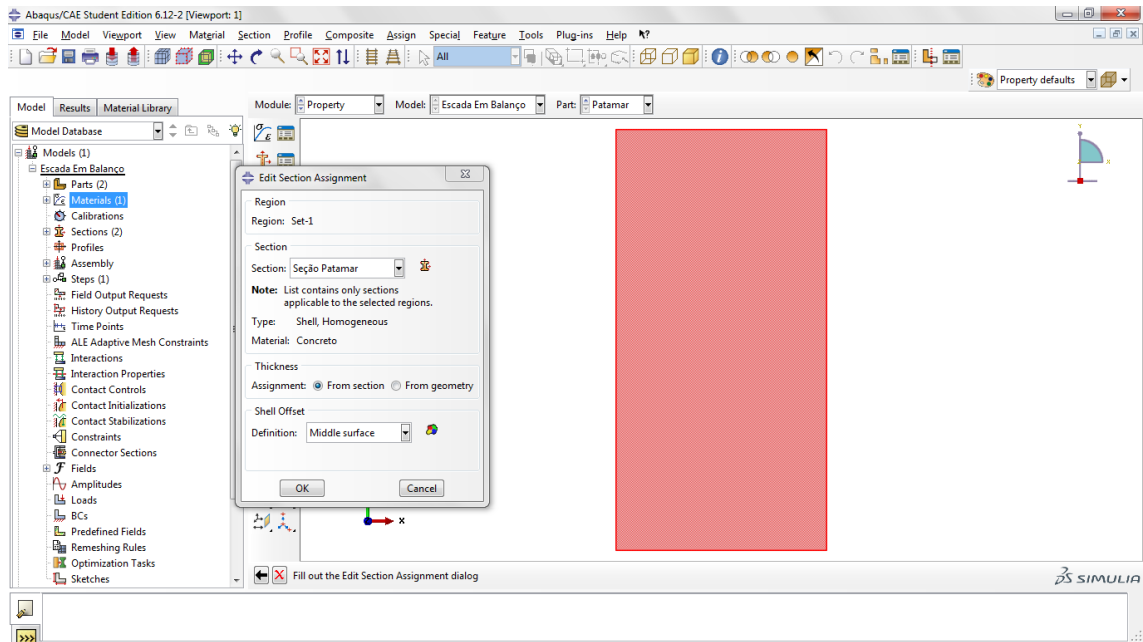 Abaqus/CAE Student Edition 6.12-2 [Viewport: 1]
File Model Viewport View Material Section Profile Composite Assign Special Feature Tools Plug-ins Help
All
Property defaults
Model Results Material Library
Module: Property Model: Escada Em Balanço Part: Patamar
Model Database
Models (1)
Escada Em Balanço
Parts (2)
Materials (1)
Calibrations
Sections (2)
Profiles
Assembly
Steps (1)
Field Output Requests
History Output Requests
Time Points
ALE Adaptive Mesh Constraints
Interactions
Interaction Properties
Contact Controls
Contact Initializations
Contact Stabilizations
Constraints
Connector Sections
Fields
Amplitudes
Loads
BCs
Predefined Fields
Remeshing Rules
Optimization Tasks
Sketches
Edit Section Assignment
Region
Region: Set-1
Section
Section: Seção Patamar
Note: List contains only sections
applicable to the selected regions.
Type: Shell, Homogeneous
Material: Concreto
Thickness
Assignment: From section From geometry
Shell Offset
Definition: Middle surface
OK Cancel
Y
X
x
Fill out the Edit Section Assignment dialog
SIMULIA
>>>